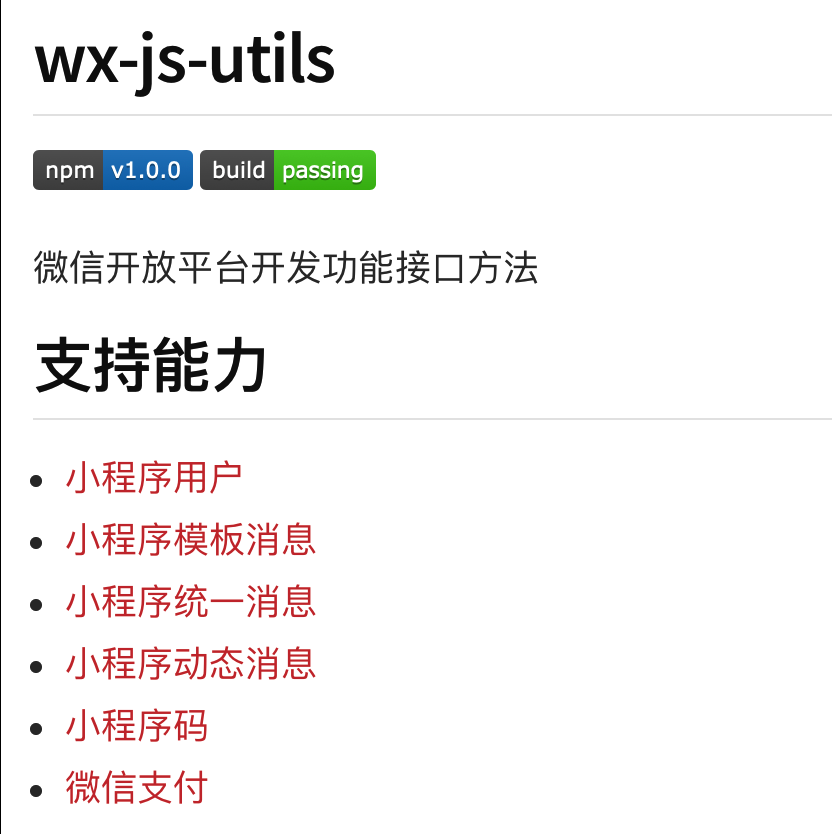 wx-js-utils
npm v1.0.0 build passing
微信开放平台开发功能接口方法
支持能力
小程序用户
小程序模板消息
小程序统一消息
小程序动态消息
小程序码
微信支付